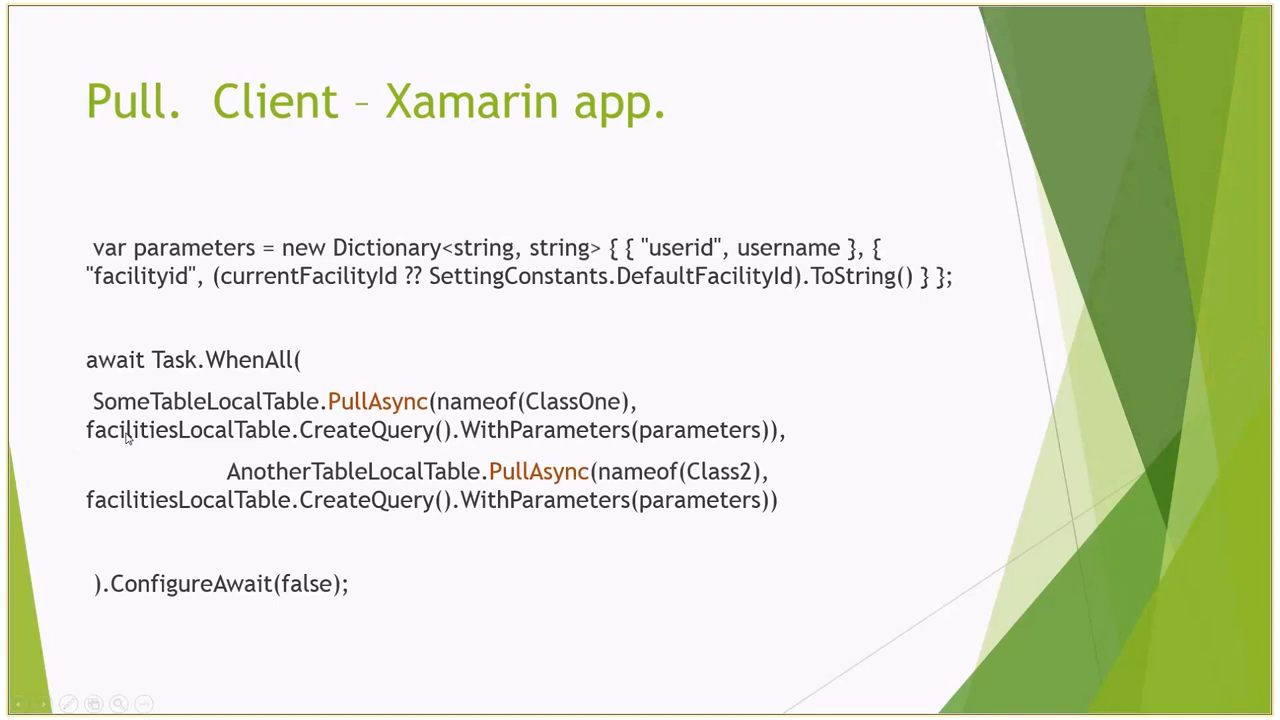 Pull.  Client – Xamarin app.
var parameters = new Dictionary<string, string> { { "userid", username }, {
"facilityid", (currentFacilityId ?? SettingConstants.DefaultFacilityId).ToString() } };
await Task.WhenAll(
SomeTableLocalTable.PullAsync(nameof(ClassOne),
facilitiesLocalTable.CreateQuery().WithParameters(parameters)),
AnotherTableLocalTable.PullAsync(nameof(Class2),
facilitiesLocalTable.CreateQuery().WithParameters(parameters))
).ConfigureAwait(false);